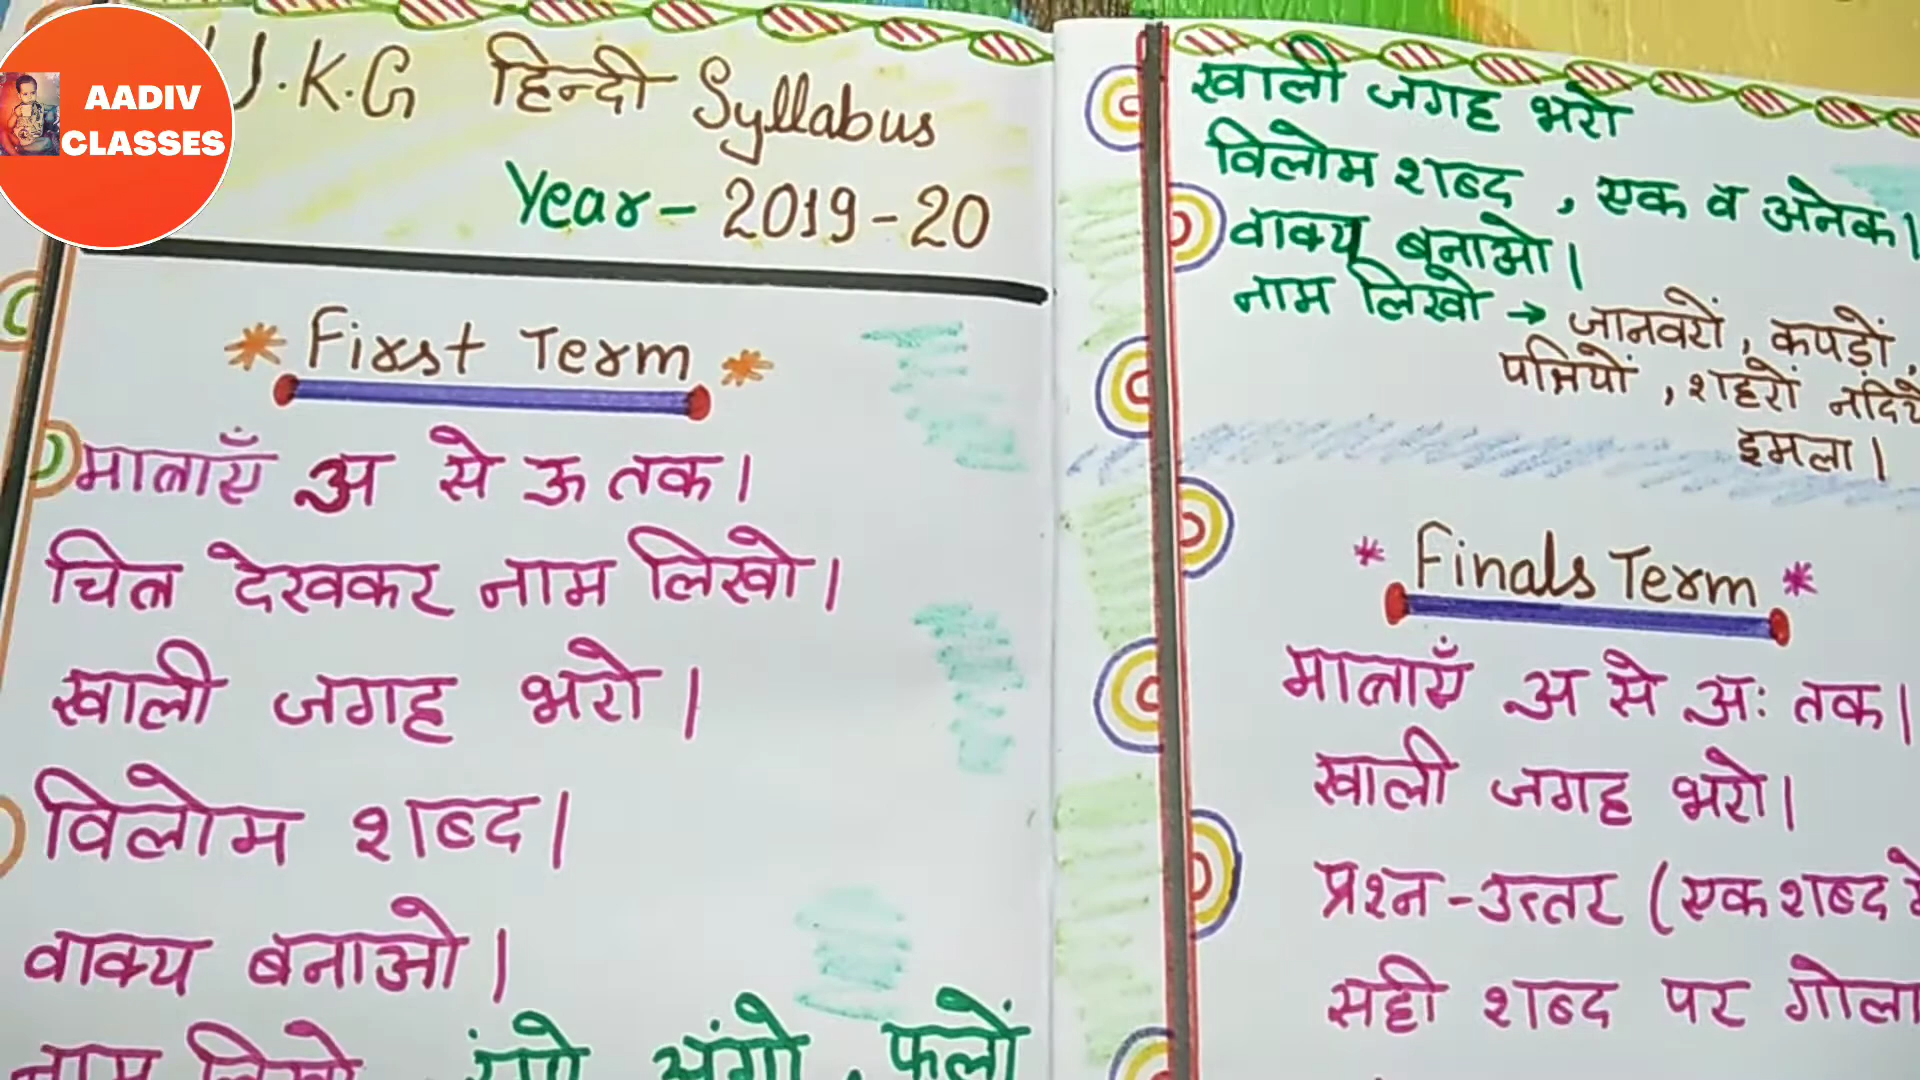 AADIV
CLASSES
U.K.G हिन्दी Syllabus
Year - 2019-20
* First Term *
मात्राएँ अ से ऊ तक।
चित्र देखकर नाम लिखो।
खाली जगह भरो।
विलोम शब्द।
वाक्य बनाओ।
नाम लिखो, रंगो, अंगो, फलों
खाली जगह भरो
विलोम शब्द, एक व अनेक।
वाक्य बनाओ।
नाम लिखो → जानवरों, कपड़ों,
पक्षियों, शहरों
इमला।
* Finals Term *
मात्राएँ अ से अः तक।
खाली जगह भरो।
प्रश्न-उत्तर (एक शब्द
सही शब्द पर गोला